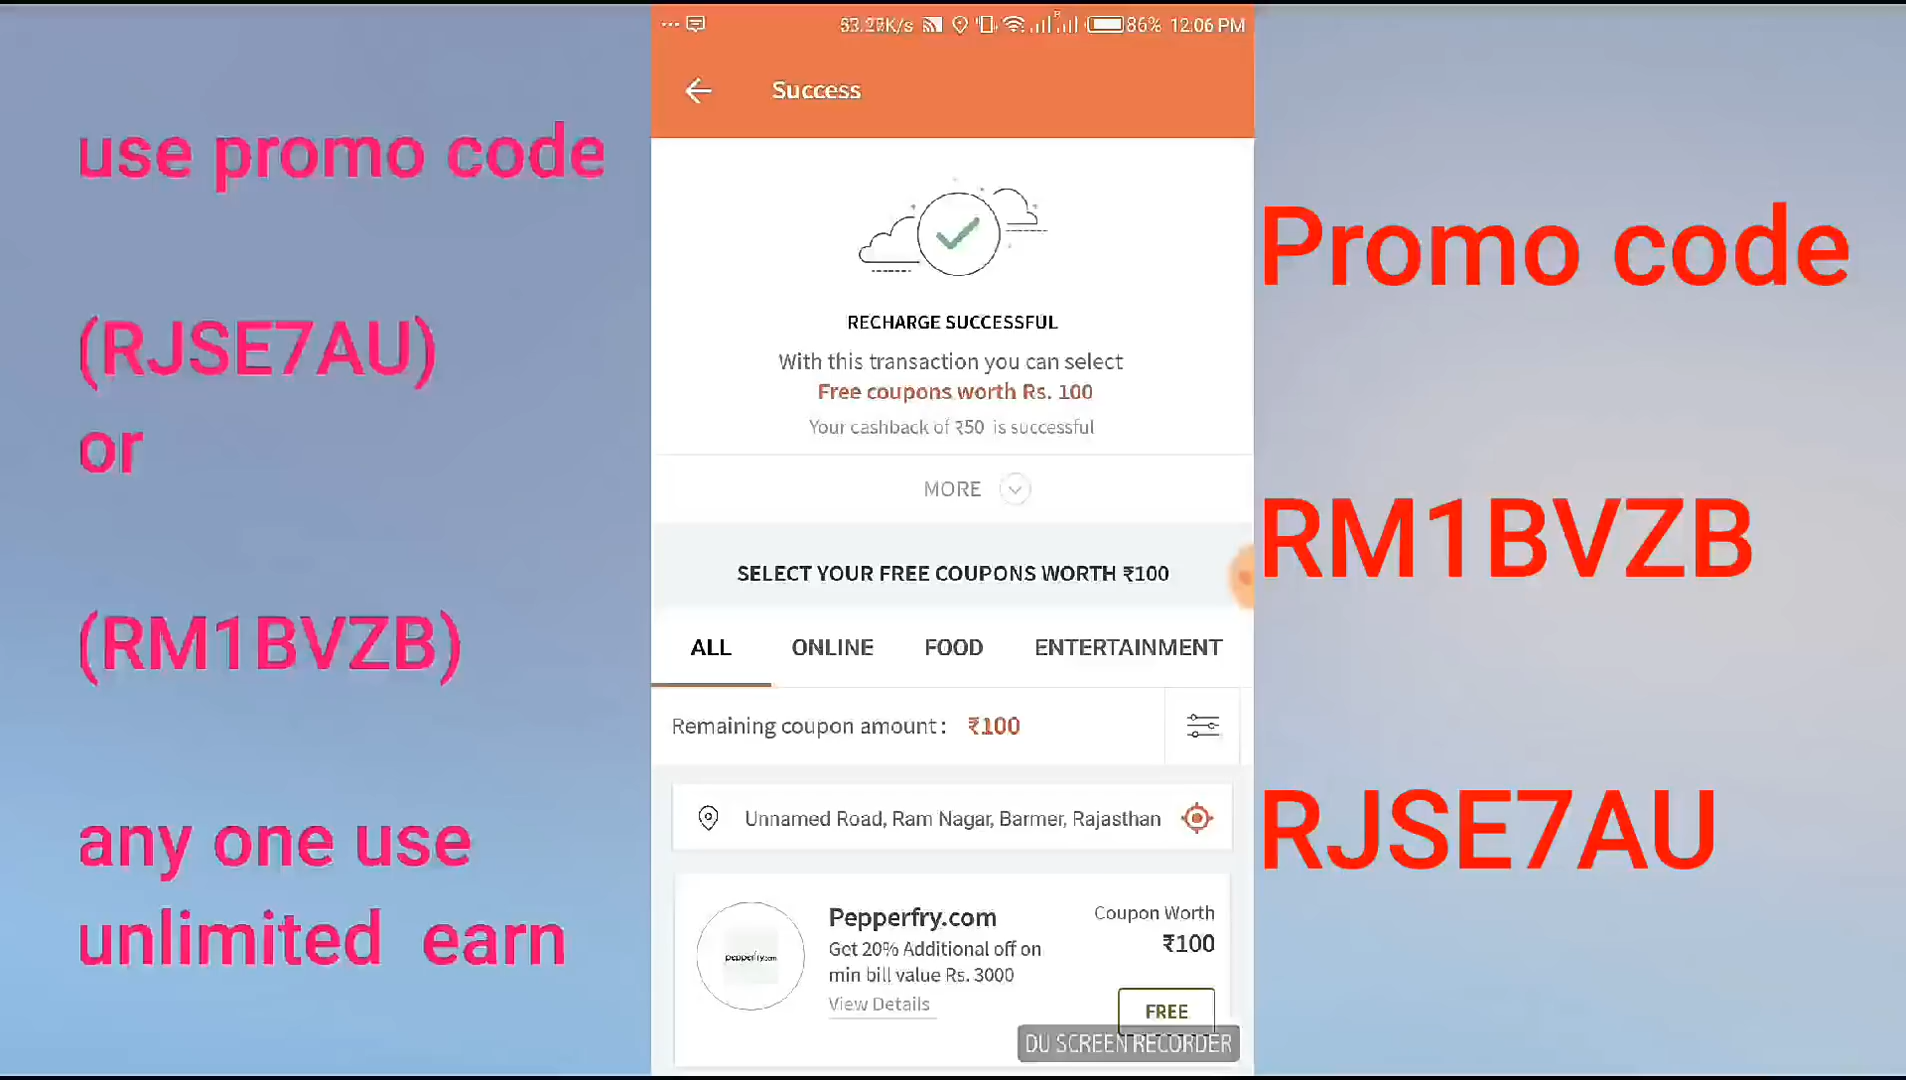 use promo code
(RJSE7AU)
or
(RM1BVZB)
any one use
unlimited earn
86% 12:06 PM
Success
RECHARGE SUCCESSFUL
With this transaction you can select
Free coupons worth Rs. 100
Your cashback of ₹50 is successful
MORE
SELECT YOUR FREE COUPONS WORTH ₹100
ALL ONLINE FOOD ENTERTAINMENT
Remaining coupon amount: ₹100
Unnamed Road, Ram Nagar, Barmer, Rajasthan
pepperfry.com
Pepperfry.com
Get 20% Additional off on
min bill value Rs. 3000
View Details
Coupon Worth
₹100
FREE
DU SCREEN RECORDER
Promo code
RM1BVZB
RJSE7AU